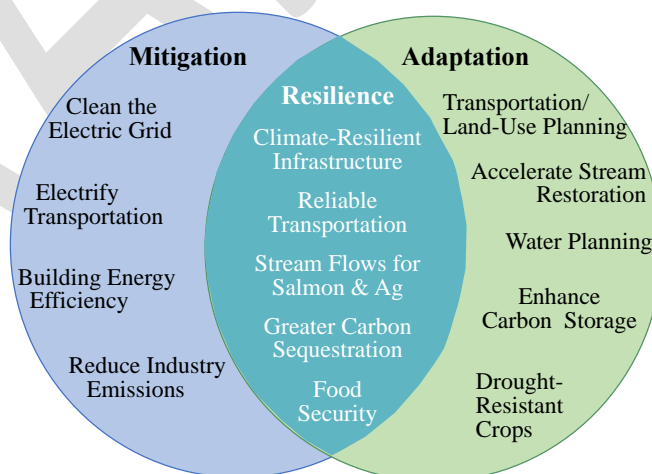 Mitigation
Clean the
Electric Grid
Electrify
Transportation
Building Energy
Efficiency
Reduce Industry
Emissions
Resilience
Climate-Resilient
Infrastructure
Reliable
Transportation
Stream Flows for
Salmon & Ag
Greater Carbon
Sequestration
Food
Security
Adaptation
Transportation/
Land-Use Planning
Accelerate Stream
Restoration
Water Planning
Enhance
Carbon Storage
Drought-
Resistant
Crops